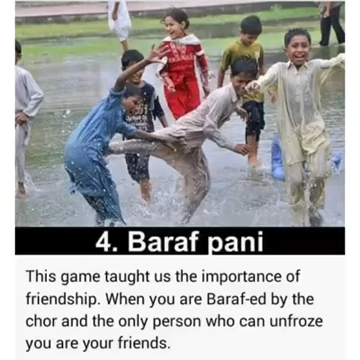 4. Baraf pani
This game taught us the importance of
friendship. When you are Baraf-ed by the
chor and the only person who can unfroze
you are your friends.